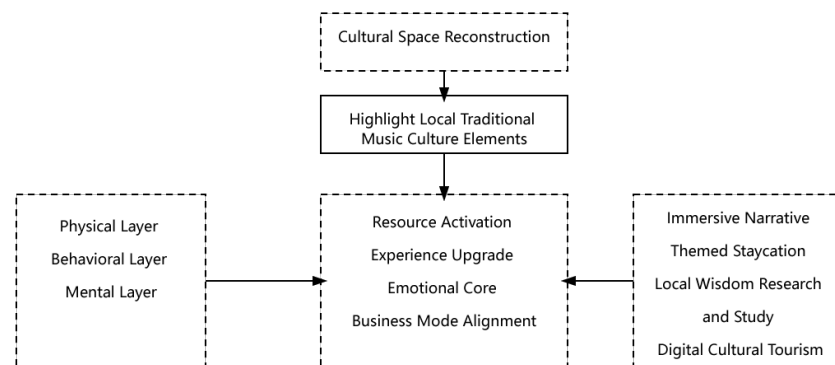 Cultural Space Reconstruction
Highlight Local Traditional
Music Culture Elements
Physical Layer
Behavioral Layer
Mental Layer
Resource Activation
Experience Upgrade
Emotional Core
Business Mode Alignment
Immersive Narrative
Themed Staycation
Local Wisdom Research
and Study
Digital Cultural Tourism